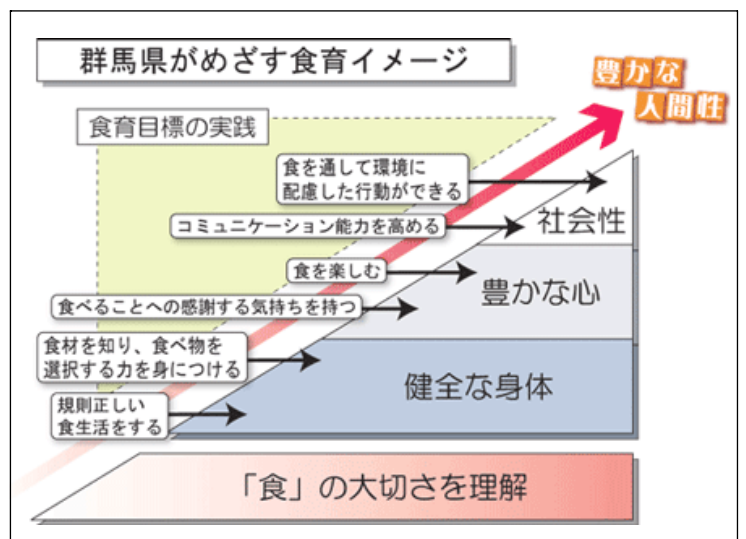 群馬県がめざす食育イメージ
豊かな
人間性
食育目標の実践
食を通して環境に
配慮した行動ができる
社会性
コミュニケーション能力を高める
食を楽しむ
豊かな心
食べることへの感謝する気持ちを持つ
食材を知り、食べ物を
選択する力を身につける
健全な身体
規則正しい
食生活をする
「食」の大切さを理解